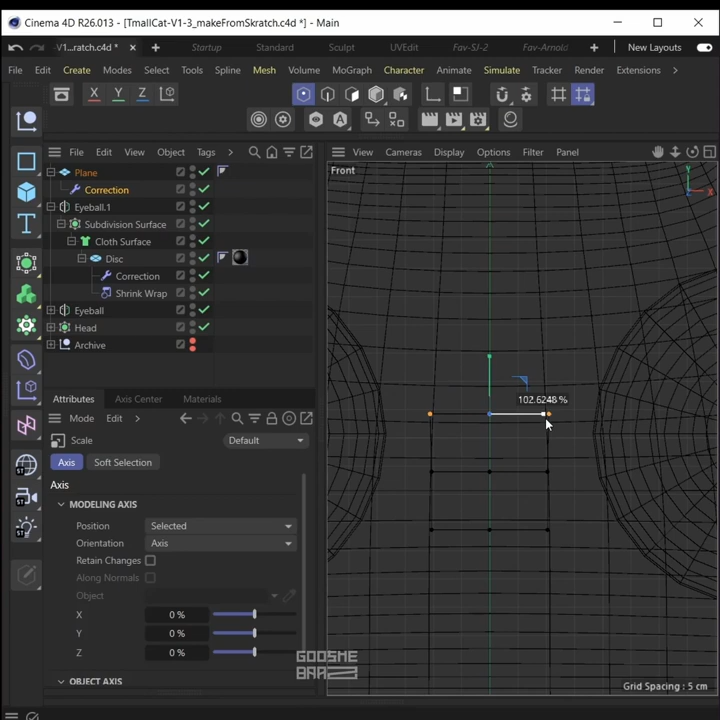 Cinema 4D R26.013 - [TmallCat-V1-3_makeFromSkratch.c4d *] - Main
V1...ratch.c4d *
Startup
Standard
Sculpt
UVEdit
Fav-SJ-2
Fav-Arnold
New Layouts
File Edit Create Modes Select Tools Spline Mesh Volume MoGraph Character Animate Simulate Tracker Render Extensions
X Y Z
File Edit View Object Tags
View Cameras Display Options Filter Panel
Plane
Correction
Eyeball.1
Subdivision Surface
Cloth Surface
Disc
Correction
Shrink Wrap
Eyeball
Head
Archive
Front
Y
X
102.6248 %
Attributes Axis Center Materials
Mode Edit
Scale
Default
Axis Soft Selection
Axis
MODELING AXIS
Position Selected
Orientation Axis
Retain Changes
Along Normals
Object
X 0 %
Y 0 %
Z 0 %
OBJECT AXIS
ST
ST
ST
GOOSHE
BARZ
Grid Spacing : 5 cm